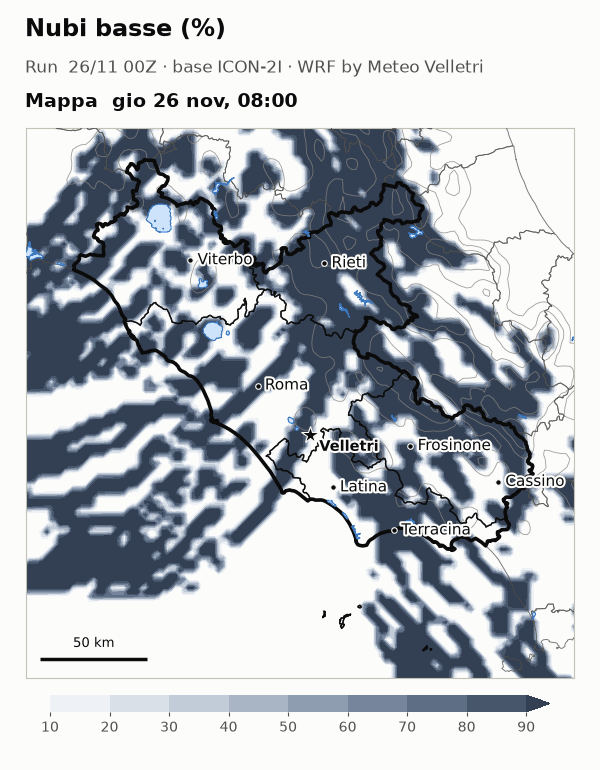 Nubi basse (%)
Run  26/11 00Z · base ICON-2I · WRF by Meteo Velletri
Mappa  gio 26 nov, 08:00
Viterbo
Rieti
Roma
Velletri
Frosinone
Cassino
Latina
Terracina
50 km
10 20 30 40 50 60 70 80 90